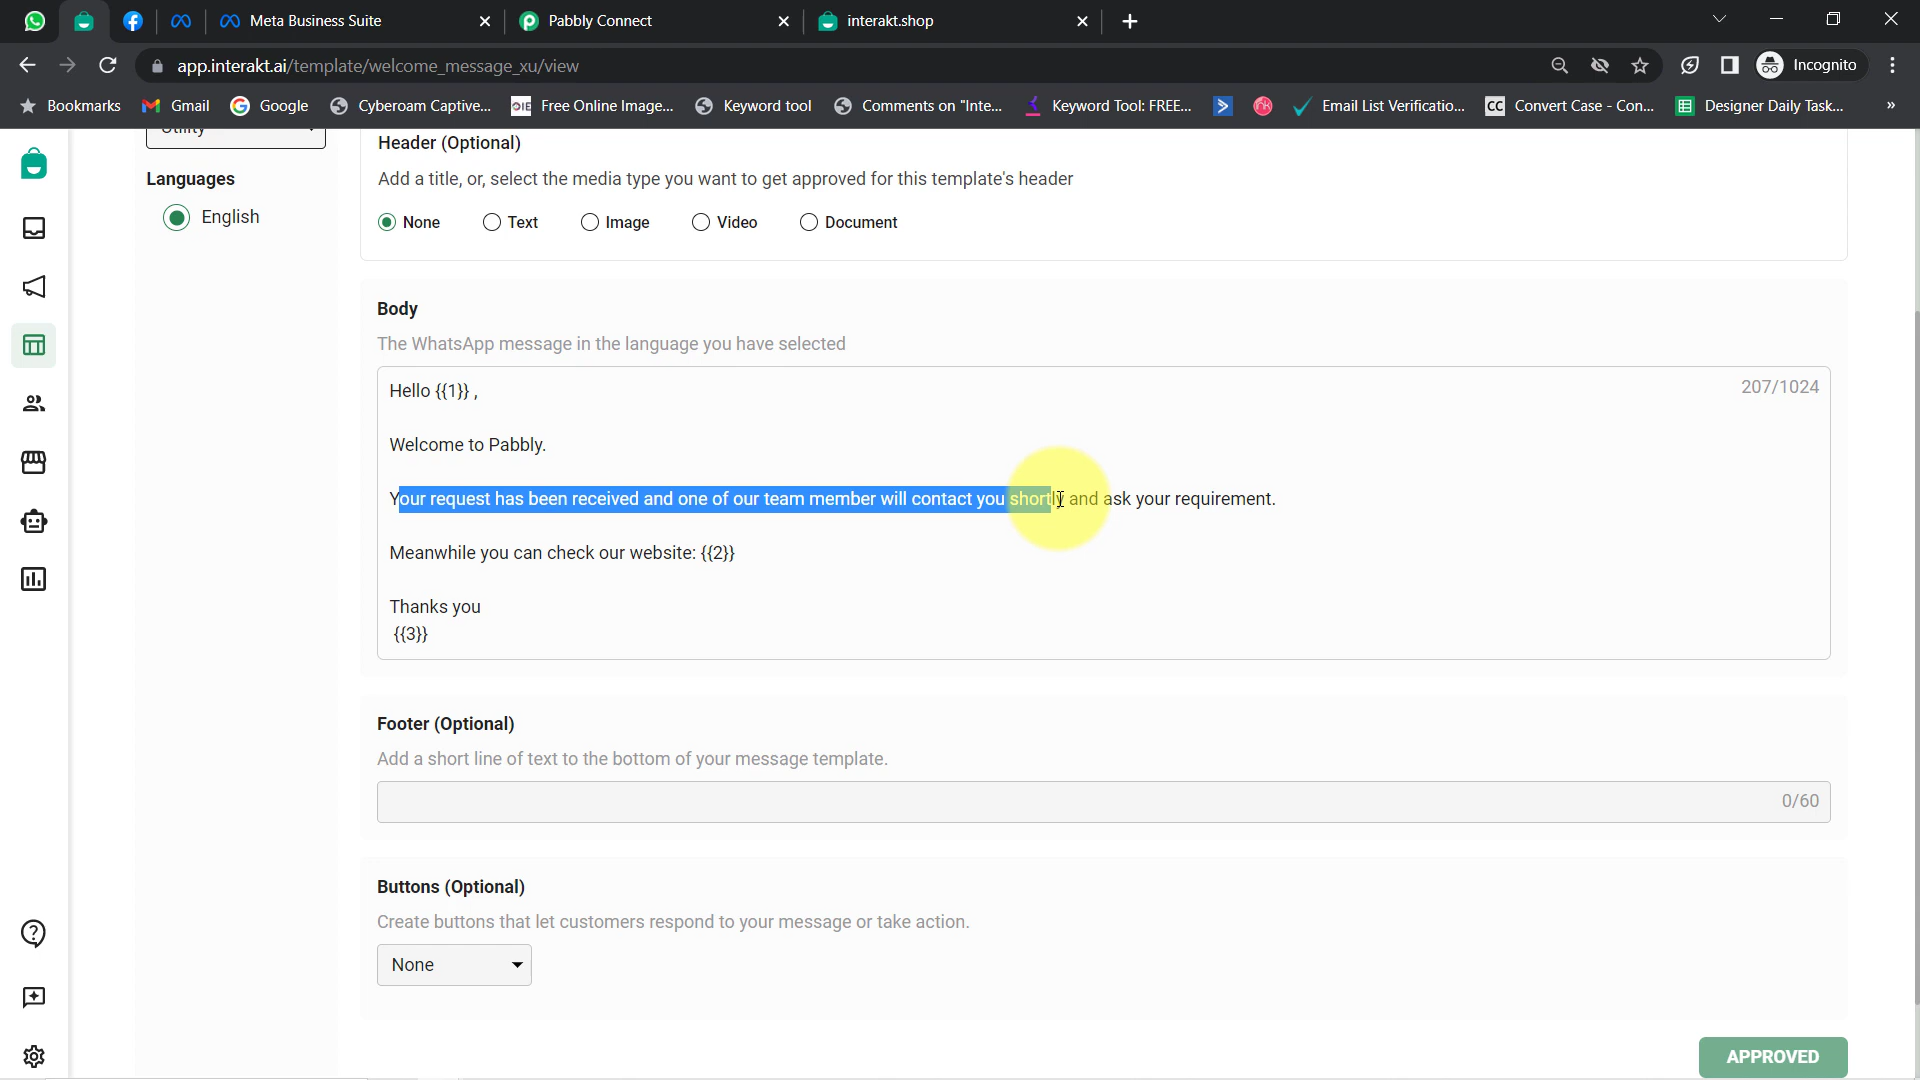 Meta Business Suite
Pabbly Connect
interakt.shop
app.interakt.ai/template/welcome_message_xu/view
Incognito
Bookmarks
Gmail
Google
Cyberoam Captive...
OIE
Free Online Image...
Keyword tool
Comments on "Inte...
Keyword Tool: FREE...
Email List Verificatio...
CC
Convert Case - Con...
Designer Daily Task...
»
Utility
Languages
English
Header (Optional)
Add a title, or, select the media type you want to get approved for this template's header
None
Text
Image
Video
Document
Body
The WhatsApp message in the language you have selected
Hello {{1}} ,
207/1024
Welcome to Pabbly.
Your request has been received and one of our team member will contact you shortly and ask your requirement.
Meanwhile you can check our website: {{2}}
Thanks you
{{3}}
Footer (Optional)
Add a short line of text to the bottom of your message template.
0/60
Buttons (Optional)
Create buttons that let customers respond to your message or take action.
None
APPROVED